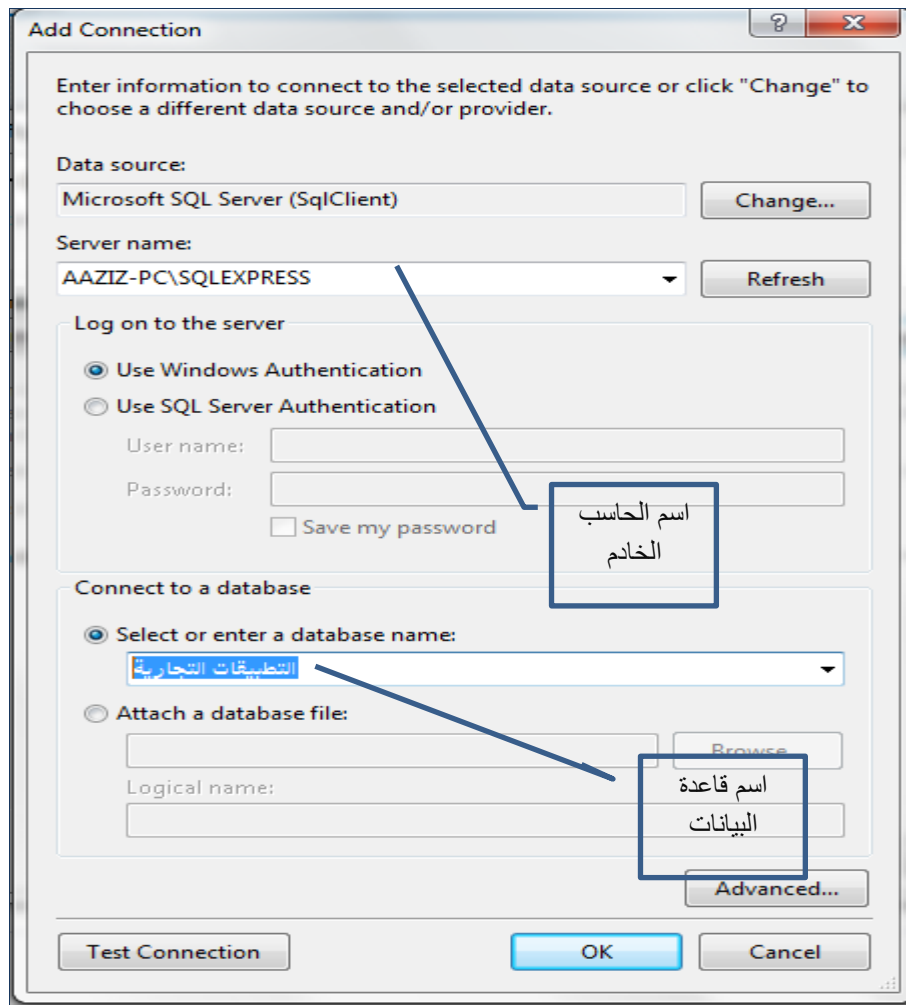 Add Connection
Enter information to connect to the selected data source or click "Change" to
choose a different data source and/or provider.
Data source:
Microsoft SQL Server (SqlClient)
Change...
Server name:
AAZIZ-PC\SQLEXPRESS
Refresh
Log on to the server
Use Windows Authentication
Use SQL Server Authentication
User name:
Password:
Save my password
اسم الحاسب
الخادم
Connect to a database
Select or enter a database name:
التطبيقات التجارية
Attach a database file:
Browse...
Logical name:
اسم قاعدة
البيانات
Advanced...
Test Connection
OK
Cancel